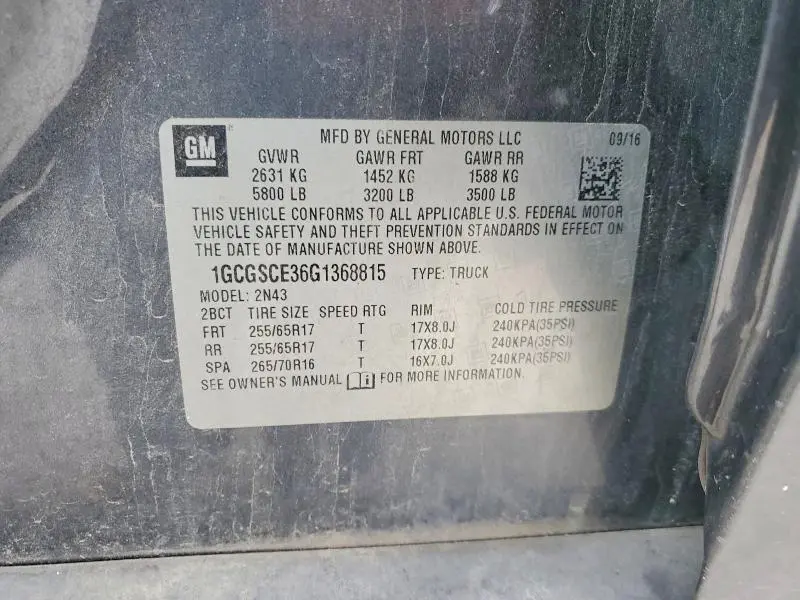 GM
MFD BY GENERAL MOTORS LLC 09/16
GVWR GAWR FRT GAWR RR
2631 KG 1452 KG 1588 KG
5800 LB 3200 LB 3500 LB
THIS VEHICLE CONFORMS TO ALL APPLICABLE U.S. FEDERAL MOTOR
VEHICLE SAFETY AND THEFT PREVENTION STANDARDS IN EFFECT ON
THE DATE OF MANUFACTURE SHOWN ABOVE.
1GCGSCE36G1368815 TYPE: TRUCK
MODEL: 2N43
2BCT TIRE SIZE SPEED RTG RIM COLD TIRE PRESSURE
FRT 255/65R17 T 17X8.0J 240KPA(35PSI)
RR 255/65R17 T 17X8.0J 240KPA(35PSI)
SPA 265/70R16 T 16X7.0J 240KPA(35PSI)
SEE OWNER'S MANUAL FOR MORE INFORMATION.